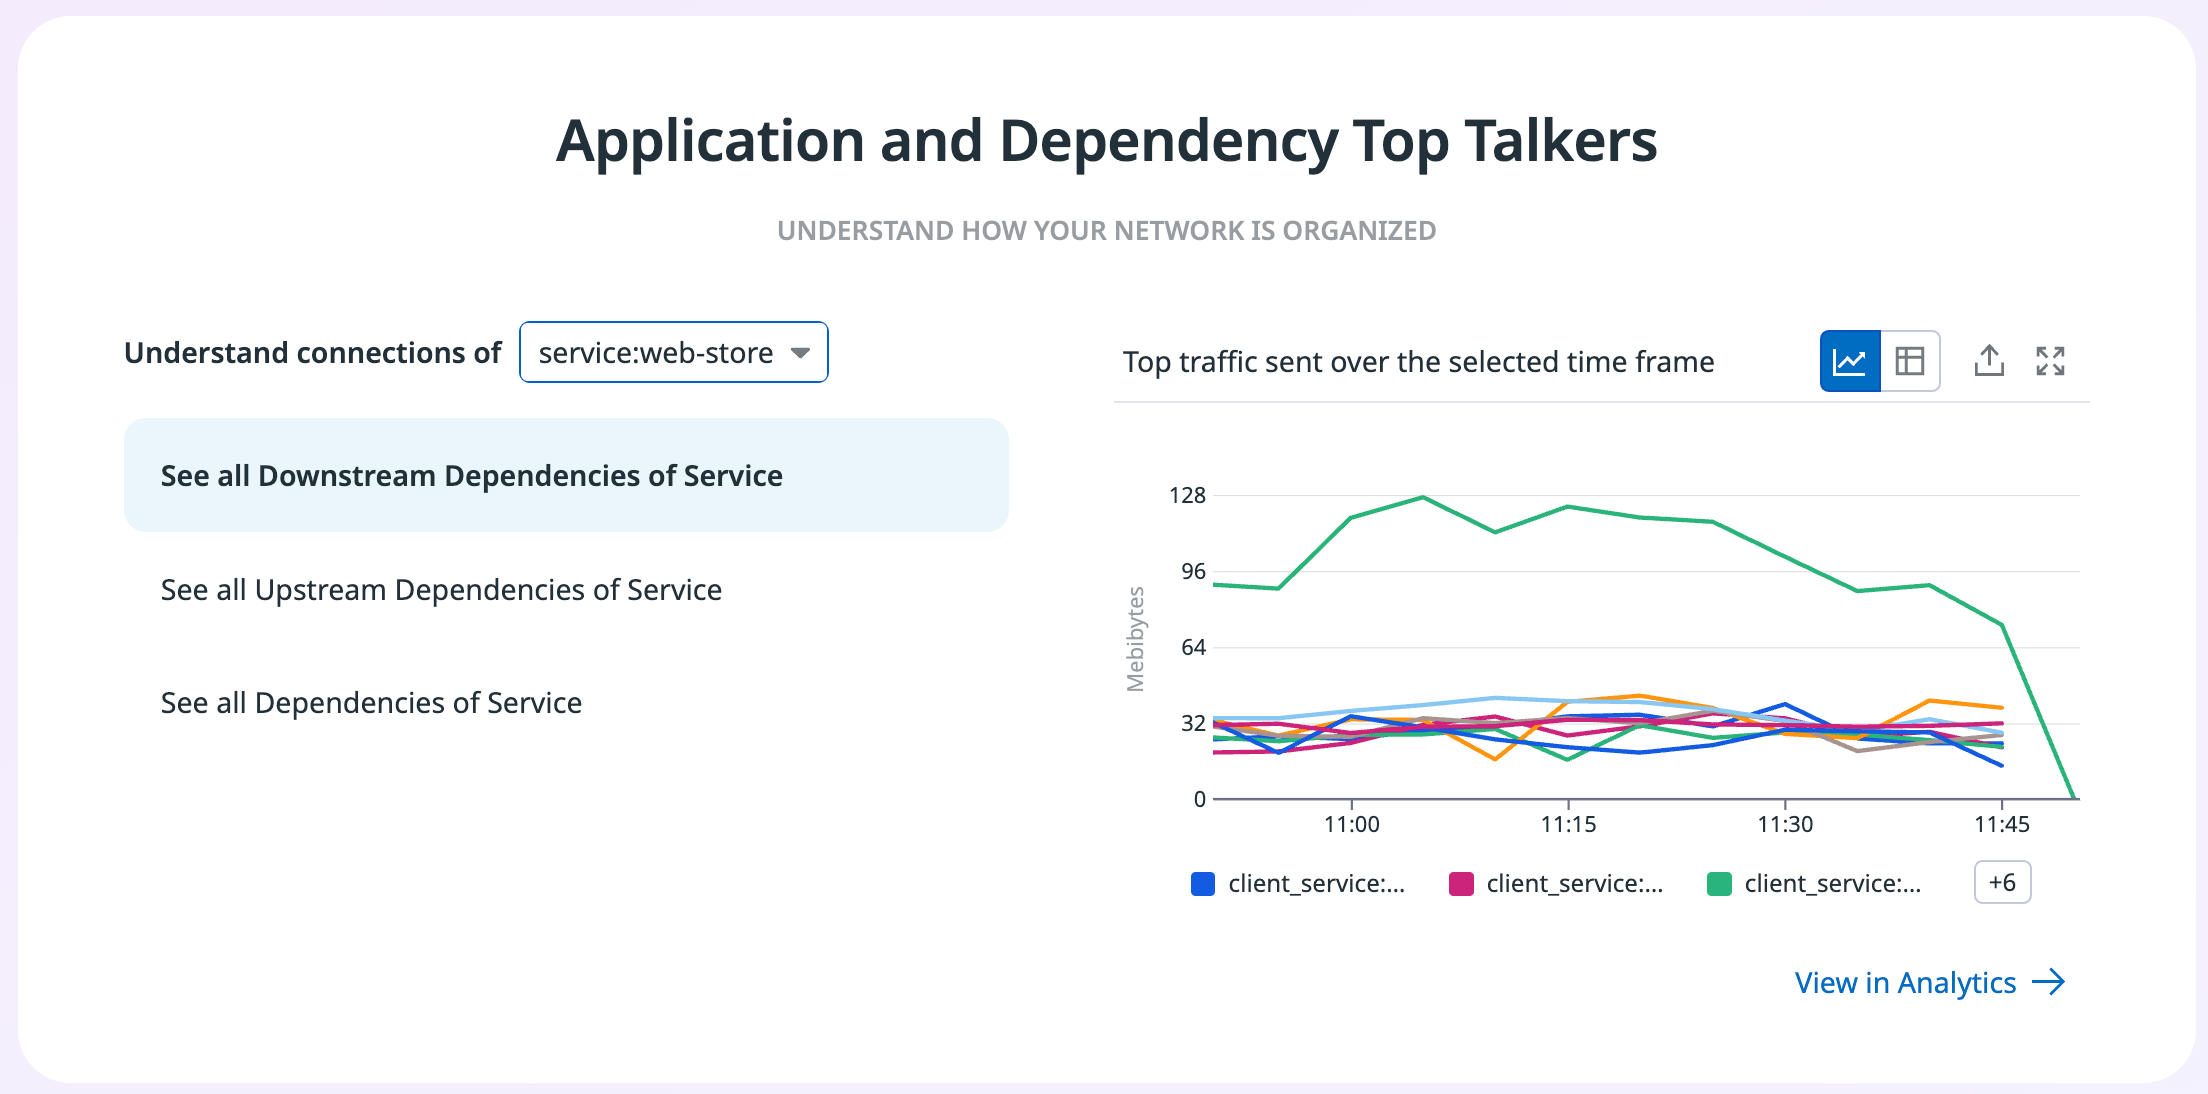 Application and Dependency Top Talkers
UNDERSTAND HOW YOUR NETWORK IS ORGANIZED
Understand connections of service:web-store
See all Downstream Dependencies of Service
See all Upstream Dependencies of Service
See all Dependencies of Service
Top traffic sent over the selected time frame
Mebibytes
128
96
64
32
0
11:00 11:15 11:30 11:45
client_service:... client_service:... client_service:... +6
View in Analytics